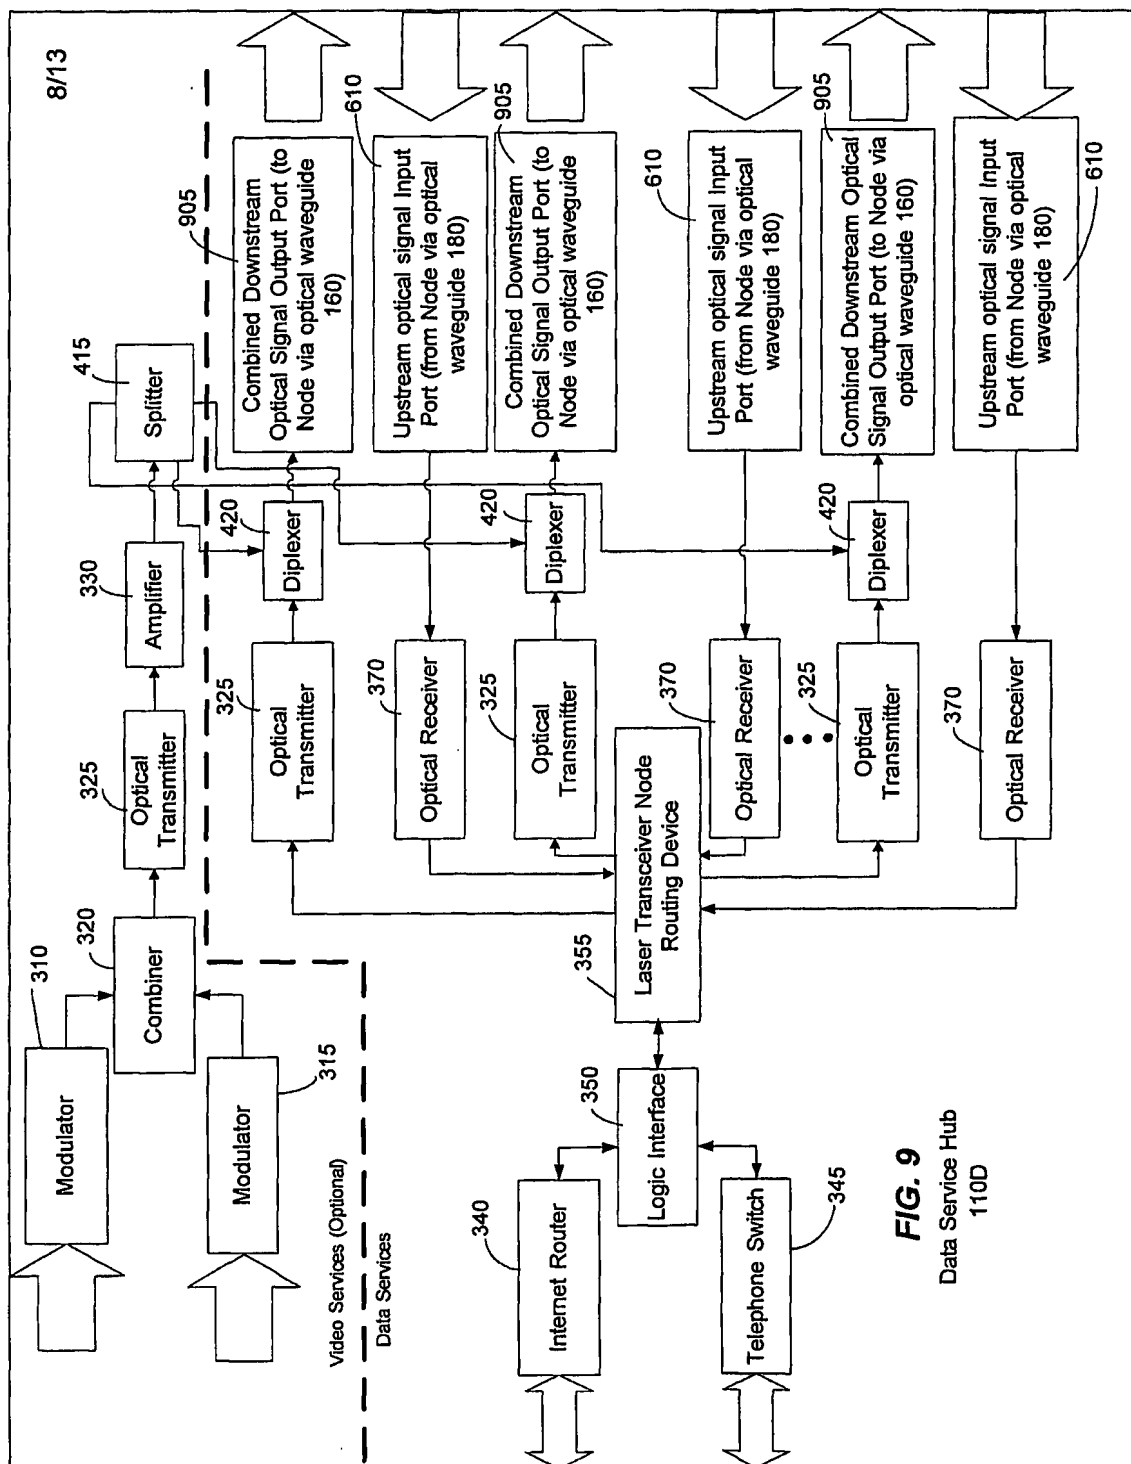 8/13
310
Modulator
320
Combiner
325
Optical
Transmitter
330
Amplifier
415
Splitter
Modulator
315
Video Services (Optional)
Data Services
325
Optical
Transmitter
420
Diplexer
905
Combined Downstream
Optical Signal Output Port (to
Node via optical waveguide
160)
370
Optical Receiver
610
Upstream optical signal Input
Port (from Node via optical
waveguide 180)
325
Optical
Transmitter
420
Diplexer
905
Combined Downstream
Optical Signal Output Port (to
Node via optical waveguide
160)
340
Internet Router
350
Logic Interface
355
Laser Transceiver Node
Routing Device
Telephone Switch
345
370
Optical Receiver
610
Upstream optical signal Input
Port (from Node via optical
waveguide 180)
325
Optical
Transmitter
420
Diplexer
905
Combined Downstream Optical
Signal Output Port (to Node via
optical waveguide 160)
370
Optical Receiver
610
Upstream optical signal Input
Port (from Node via optical
waveguide 180)
FIG. 9
Data Service Hub
110D